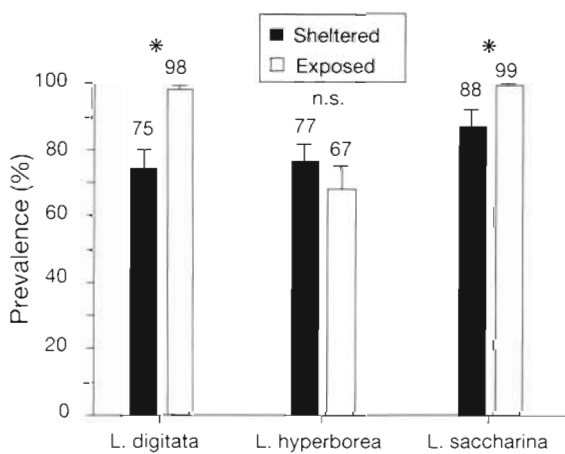 Sheltered
Exposed
*
98
75
n.s.
77
67
*
99
88
Prevalence (%)
100
80
60
40
20
0
L. digitata
L. hyperborea
L. saccharina